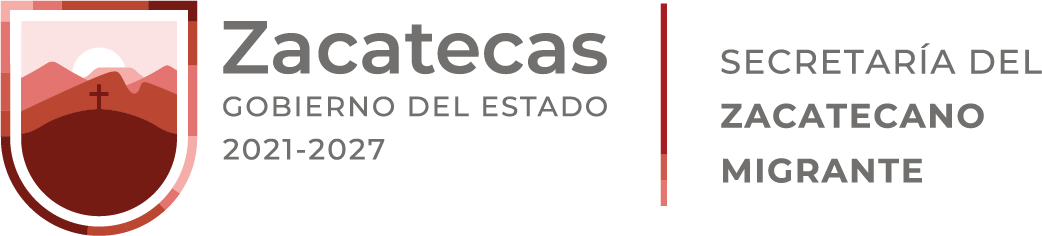 Zacatecas
GOBIERNO DEL ESTADO
2021-2027
SECRETARÍA DEL
ZACATECANO
MIGRANTE